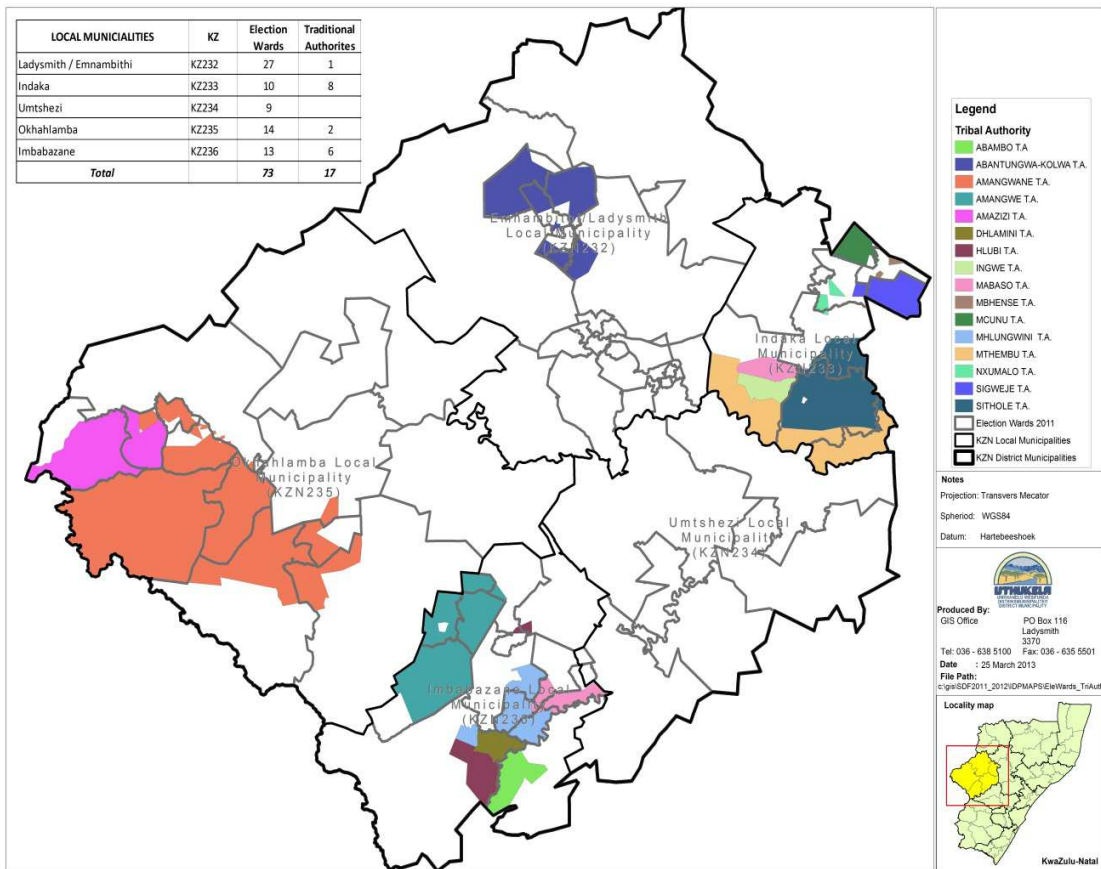 LOCAL MUNICIALITIES KZ Election Wards Traditional Authorites
Ladysmith / Emnambithi KZ232 27 1
Indaka KZ233 10 8
Umtshezi KZ234 9
Okhahlamba KZ235 14 2
Imbabazane KZ236 13 6
Total 73 17
Emnambithi/Ladysmith
Local Municipality
(KZN232)
Indaka Local
Municipality
(KZN233)
Okhahlamba Local
Municipality
(KZN235)
Umtshezi Local
Municipality
(KZN234)
Imbabazane Local
Municipality
(KZN236)
Legend
Tribal Authority
ABAMBO T.A
ABANTUNGWA-KOLWA T.A.
AMANGWANE T.A.
AMANGWE T.A.
AMAZIZI T.A.
DHLAMINI T.A.
HLUBI T.A.
INGWE T.A.
MABASO T.A.
MBHENSE T.A.
MCUNU T.A.
MHLUNGWINI T.A.
MTHEMBU T.A.
NXUMALO T.A.
SIGWEJE T.A.
SITHOLE T.A.
Election Wards 2011
KZN Local Municipalities
KZN District Municipalities
Notes
Projection: Transvers Mecator
Spheriod: WGS84
Datum: Hartebeeshoek
UTHUKELA
DISTRICT MUNICIPALITY
Produced By:
GIS Office PO Box 116
Ladysmith
3370
Tel: 036 - 638 5100 Fax: 036 - 635 5501
Date : 25 March 2013
File Path:
c:\gis\SDF2011_2012\IDPMAPS\EleWards_TriAuth
Locality map
KwaZulu-Natal